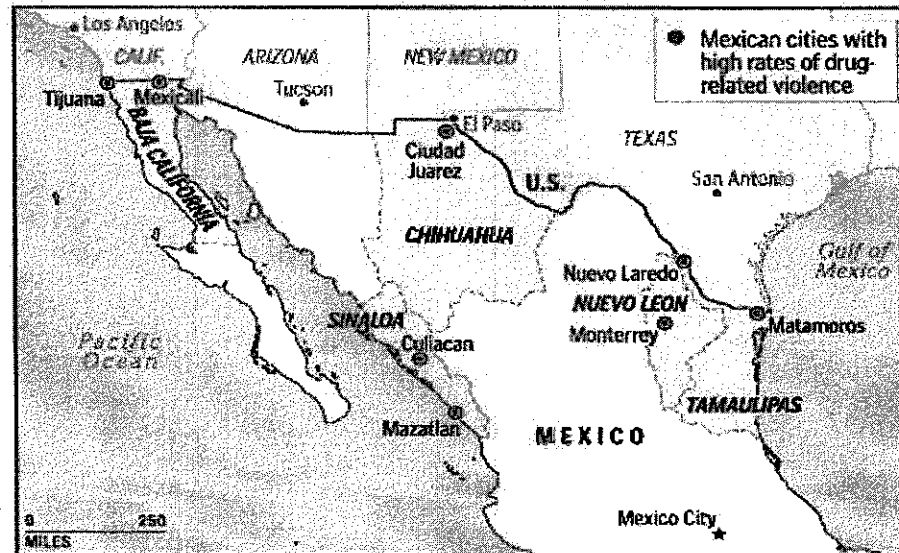 Los Angeles
CALIF.
ARIZONA
NEW MEXICO
Mexican cities with
high rates of drug-
related violence
Tijuana
Mexicali
Tucson
El Paso
Ciudad
Juarez
TEXAS
BAJA CALIFORNIA
U.S.
San Antonio
CHIHUAHUA
Gulf of
Mexico
Nuevo Laredo
NUEVO LEON
SINALOA
Monterrey
Matamoros
Pacific
Ocean
Culiacan
TAMAULIPAS
Mazatlan
MEXICO
0 250
MILES
Mexico City